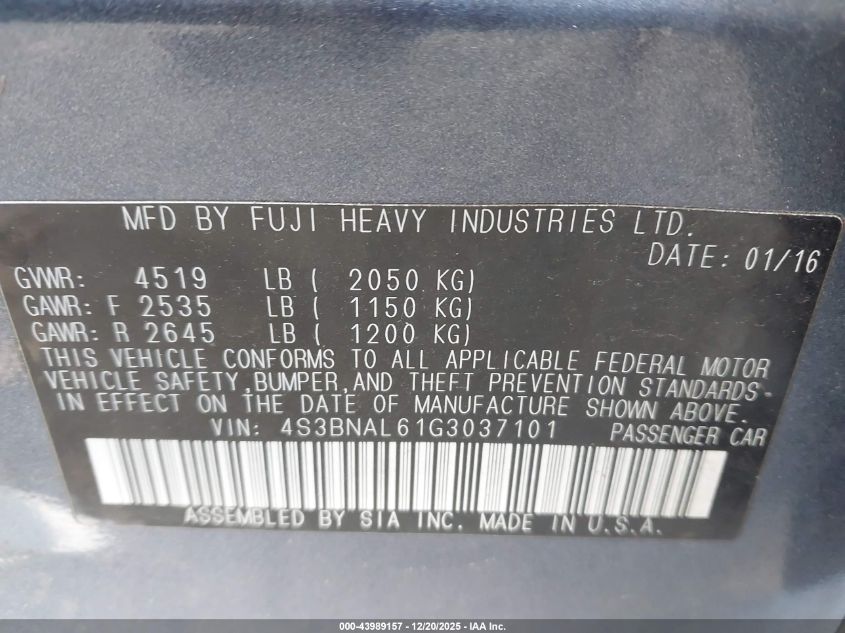 MFD BY FUJI HEAVY INDUSTRIES LTD.
DATE: 01/16
GVWR: 4519 LB ( 2050 KG)
GAWR: F 2535 LB ( 1150 KG)
GAWR: R 2645 LB ( 1200 KG)
THIS VEHICLE CONFORMS TO ALL APPLICABLE FEDERAL MOTOR
VEHICLE SAFETY,BUMPER,AND THEFT PREVENTION STANDARDS-
IN EFFECT ON THE DATE OF MANUFACTURE SHOWN ABOVE.
VIN: 4S3BNAL61G3037101 PASSENGER CAR
ASSEMBLED BY SIA INC. MADE IN U.S.A.
000-43989157 - 12/20/2025 - IAA Inc.